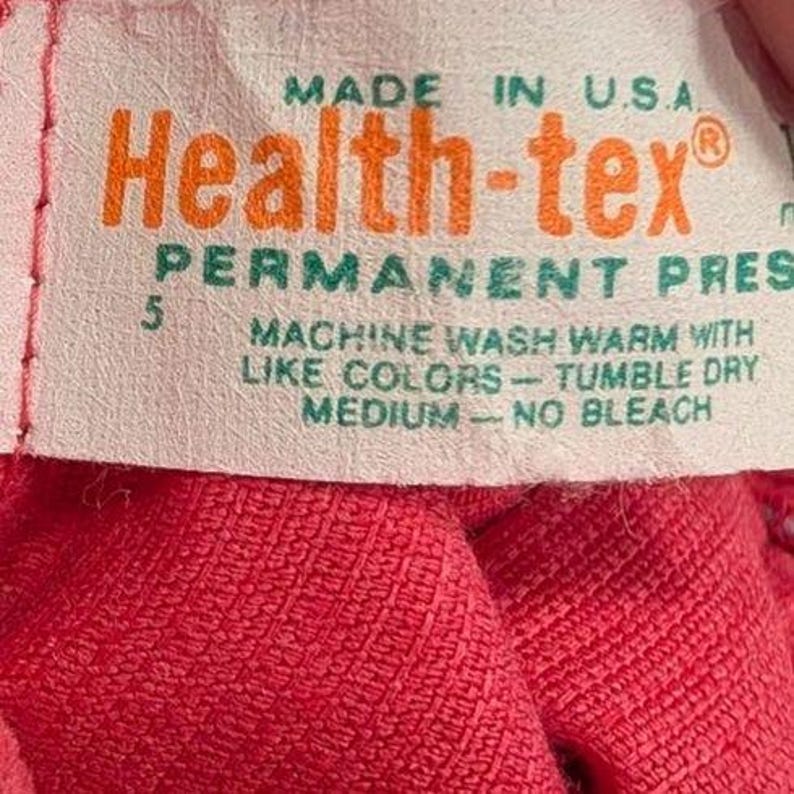 MADE IN U.S.A.
Health-tex®
PERMANENT PRES
5
MACHINE WASH WARM WITH
LIKE COLORS — TUMBLE DRY
MEDIUM — NO BLEACH